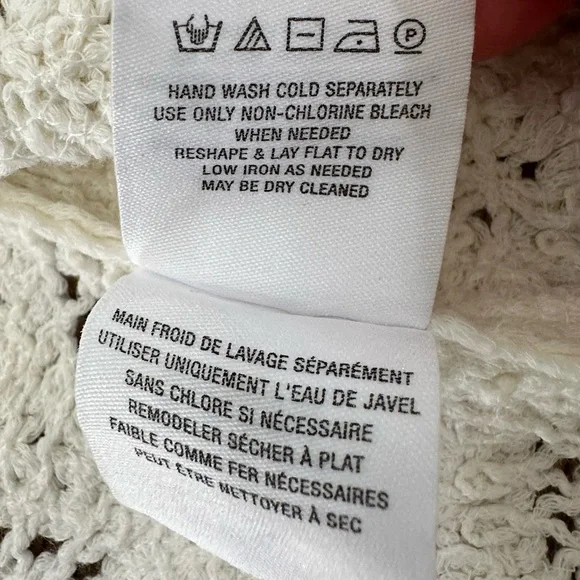 P
HAND WASH COLD SEPARATELY
USE ONLY NON-CHLORINE BLEACH
WHEN NEEDED
RESHAPE & LAY FLAT TO DRY
LOW IRON AS NEEDED
MAY BE DRY CLEANED
MAIN FROID DE LAVAGE SÉPARÉMENT
UTILISER UNIQUEMENT L'EAU DE JAVEL
SANS CHLORE SI NÉCESSAIRE
REMODELER SÉCHER À PLAT
FAIBLE COMME FER NÉCESSAIRES
PEUT ÊTRE NETTOYER À SEC